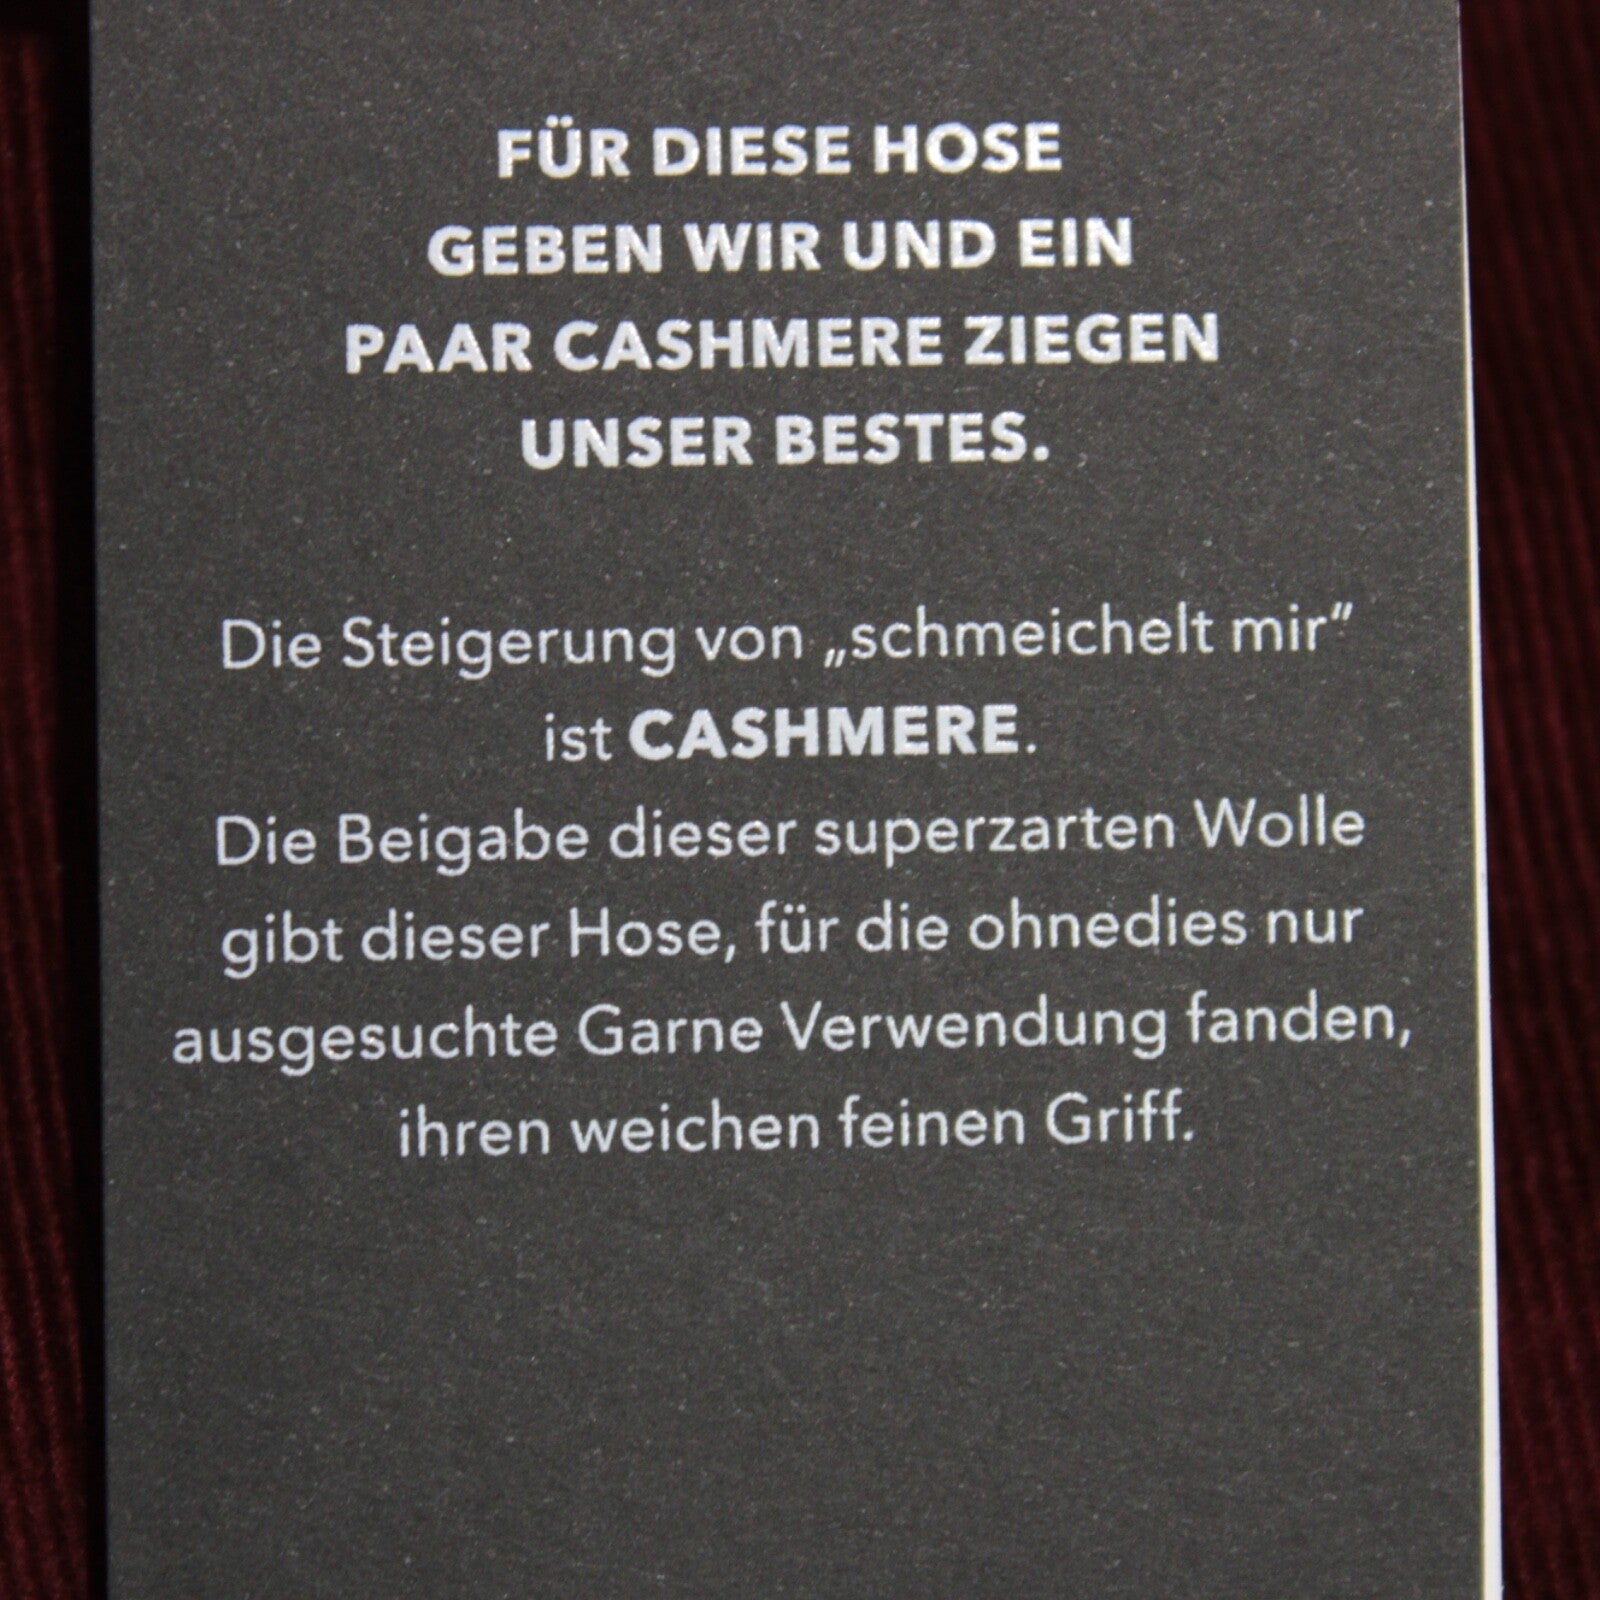 FÜR DIESE HOSE
GEBEN WIR UND EIN
PAAR CASHMERE ZIEGEN
UNSER BESTES.
Die Steigerung von „schmeichelt mir“
ist CASHMERE.
Die Beigabe dieser superzarten Wolle
gibt dieser Hose, für die ohnedies nur
ausgesuchte Garne Verwendung fanden,
ihren weichen feinen Griff.